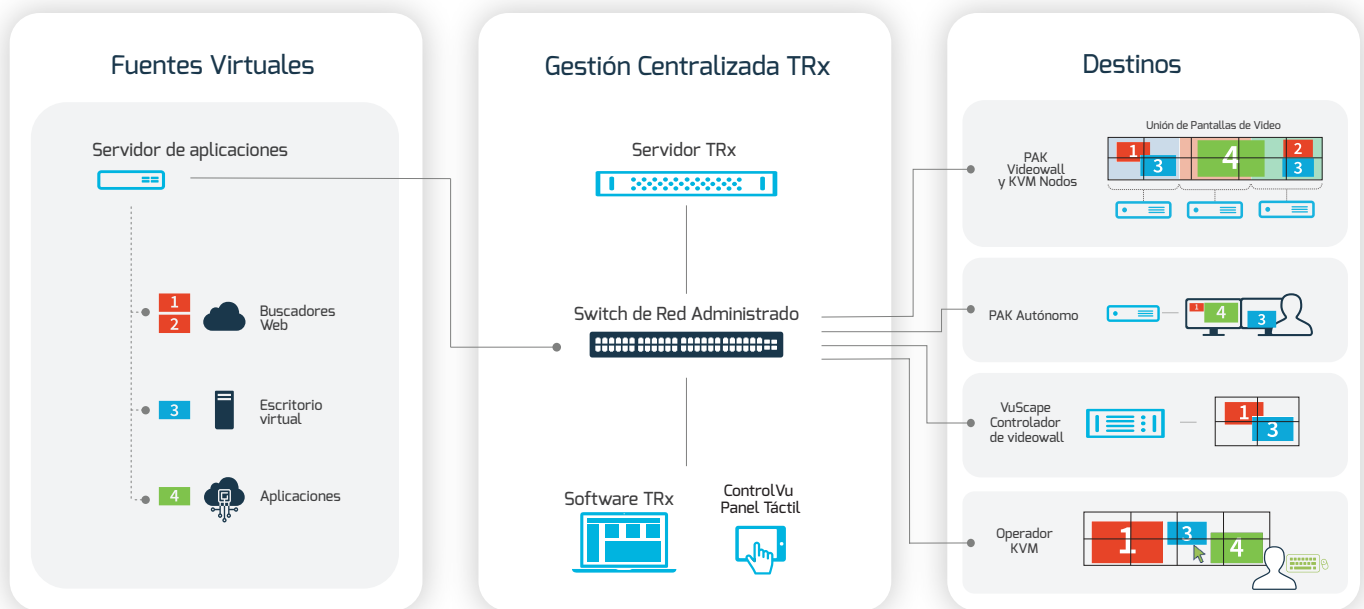 Fuentes Virtuales
Servidor de aplicaciones
1
2
Buscadores
Web
3
Escritorio
virtual
4
Aplicaciones
Gestión Centralizada TRx
Servidor TRx
Switch de Red Administrado
Software TRx
ControlVu
Panel Táctil
Destinos
PAK
Videowall
y KVM Nodos
Unión de Pantallas de Video
1
3
4
2
3
PAK Autónomo
1
4
3
VuScape
Controlador
de videowall
1
3
Operador
KVM
1
3
4